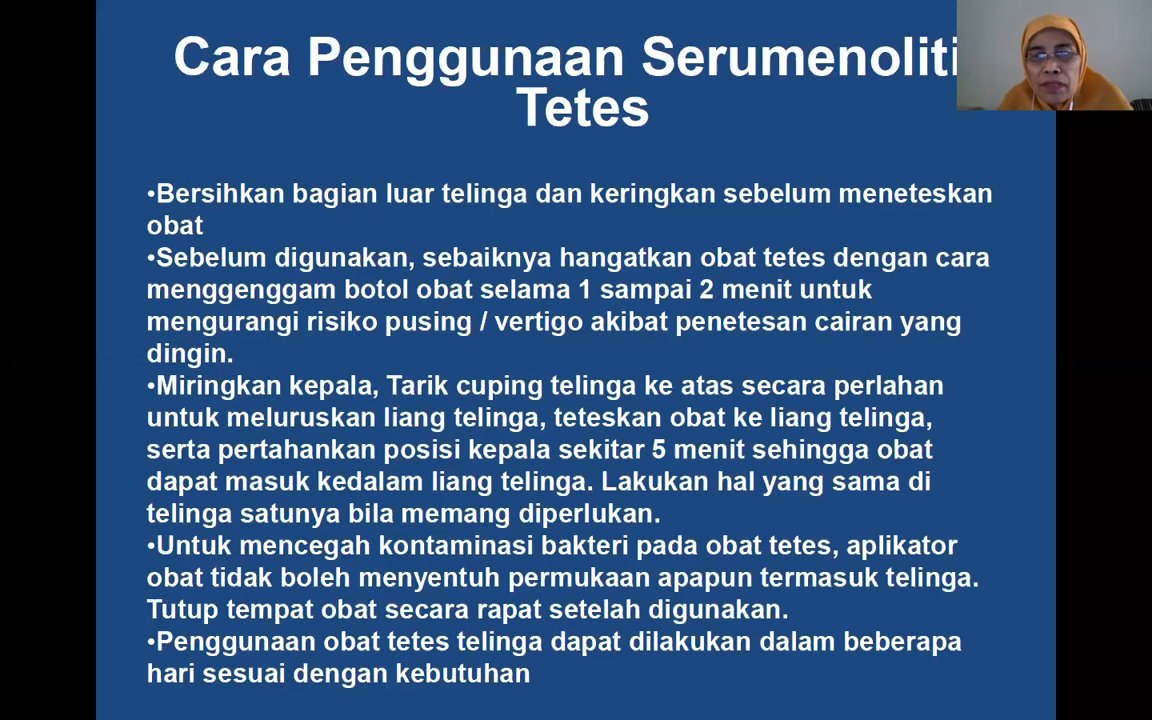 Cara Penggunaan Serumenoliti
Tetes
•Bersihkan bagian luar telinga dan keringkan sebelum meneteskan
obat
•Sebelum digunakan, sebaiknya hangatkan obat tetes dengan cara
menggenggam botol obat selama 1 sampai 2 menit untuk
mengurangi risiko pusing / vertigo akibat penetesan cairan yang
dingin.
•Miringkan kepala, Tarik cuping telinga ke atas secara perlahan
untuk meluruskan liang telinga, teteskan obat ke liang telinga,
serta pertahankan posisi kepala sekitar 5 menit sehingga obat
dapat masuk kedalam liang telinga. Lakukan hal yang sama di
telinga satunya bila memang diperlukan.
•Untuk mencegah kontaminasi bakteri pada obat tetes, aplikator
obat tidak boleh menyentuh permukaan apapun termasuk telinga.
Tutup tempat obat secara rapat setelah digunakan.
•Penggunaan obat tetes telinga dapat dilakukan dalam beberapa
hari sesuai dengan kebutuhan